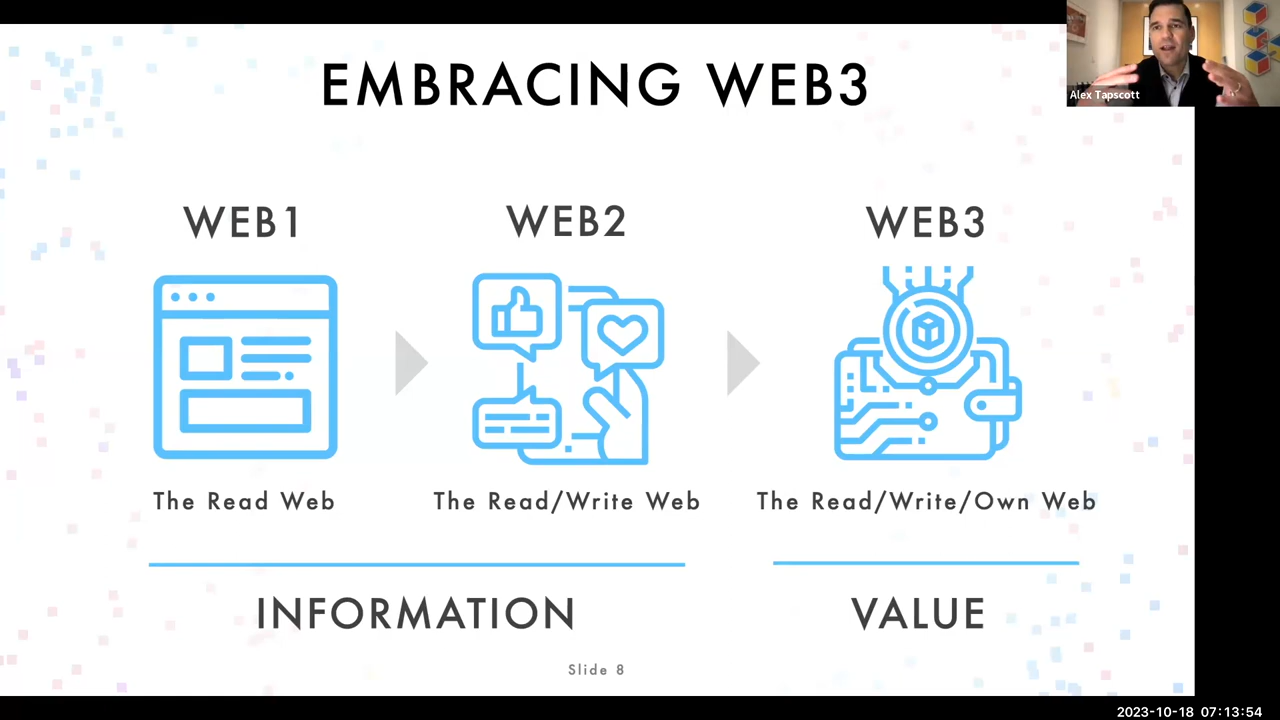 EMBRACING WEB3
Alex Tapscott
WEB1
WEB2
WEB3
The Read Web
The Read/Write Web
The Read/Write/Own Web
INFORMATION
VALUE
Slide 8
2023-10-18 07:13:54